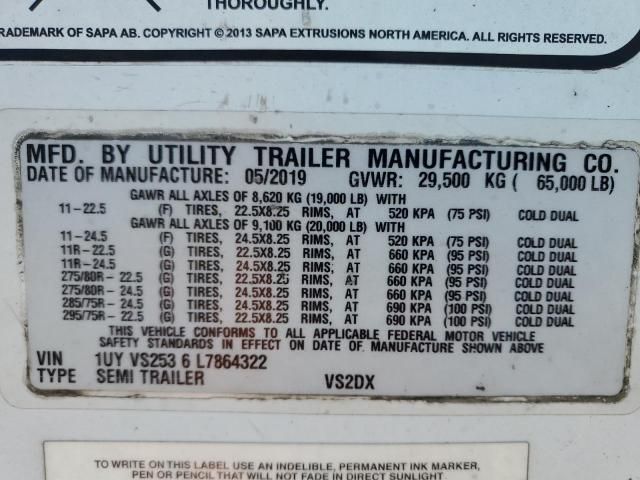 THOROUGHLY.
RADEMARK OF SAPA AB. COPYRIGHT © 2013 SAPA EXTRUSIONS NORTH AMERICA. ALL RIGHTS RESERVED.
MFD. BY UTILITY TRAILER MANUFACTURING CO.
DATE OF MANUFACTURE: 05/2019 GVWR: 29,500 KG ( 65,000 LB)
GAWR ALL AXLES OF 8,620 KG (19,000 LB) WITH
11-22.5 (F) TIRES, 22.5X8.25 RIMS, AT 520 KPA (75 PSI) COLD DUAL
GAWR ALL AXLES OF 9,100 KG (20,000 LB) WITH
11-24.5 (F) TIRES, 24.5X8.25 RIMS, AT 520 KPA (75 PSI) COLD DUAL
11R-22.5 (G) TIRES, 22.5X8.25 RIMS, AT 660 KPA (95 PSI) COLD DUAL
11R-24.5 (G) TIRES, 24.5X8.25 RIMS, AT 660 KPA (95 PSI) COLD DUAL
275/80R-22.5 (G) TIRES, 22.5X8.25 RIMS, AT 660 KPA (95 PSI) COLD DUAL
275/80R-24.5 (G) TIRES, 24.5X8.25 RIMS, AT 660 KPA (95 PSI) COLD DUAL
285/75R-24.5 (G) TIRES, 24.5X8.25 RIMS, AT 690 KPA (100 PSI) COLD DUAL
295/75R-22.5 (G) TIRES, 22.5X8.25 RIMS, AT 690 KPA (100 PSI) COLD DUAL
THIS VEHICLE CONFORMS TO ALL APPLICABLE FEDERAL MOTOR VEHICLE
SAFETY STANDARDS IN EFFECT ON DATE OF MANUFACTURE SHOWN ABOVE
VIN 1UY VS253 6 L7864322
TYPE SEMI TRAILER VS2DX
TO WRITE ON THIS LABEL USE AN INDELIBLE, PERMANENT INK MARKER,
PEN OR PENCIL THAT WILL NOT FADE IN DIRECT SUNLIGHT.